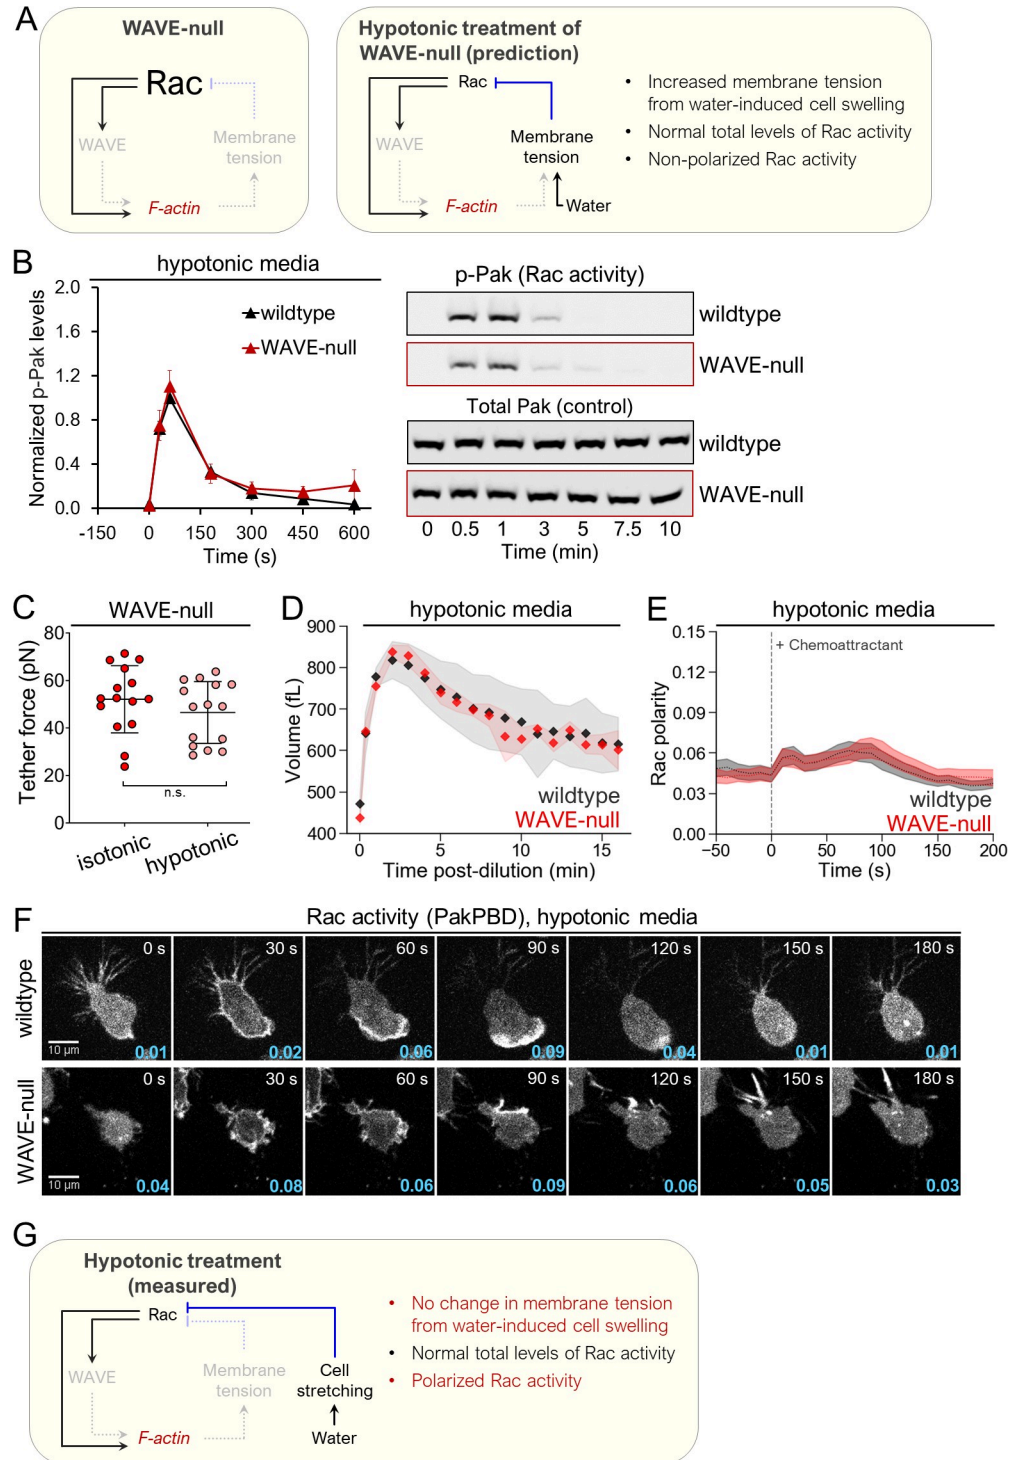 A
WAVE-null
Rac
WAVE
Membrane
tension
F-actin
Hypotonic treatment of
WAVE-null (prediction)
Rac
WAVE
Membrane
tension
F-actin
Water
• Increased membrane tension
from water-induced cell swelling
• Normal total levels of Rac activity
• Non-polarized Rac activity
B
hypotonic media
Normalized p-Pak levels
2.0
1.6
1.2
0.8
0.4
0.0
wildtype
WAVE-null
-150 0 150 300 450 600
Time (s)
p-Pak (Rac activity)
wildtype
WAVE-null
Total Pak (control)
wildtype
WAVE-null
0 0.5 1 3 5 7.5 10
Time (min)
C
WAVE-null
Tether force (pN)
80
60
40
20
0
n.s.
isotonic
hypotonic
D
hypotonic media
Volume (fL)
900
800
700
600
500
400
wildtype
WAVE-null
0 5 10 15
Time post-dilution (min)
E
hypotonic media
Rac polarity
0.15
0.12
0.09
0.06
0.03
0.00
+ Chemoattractant
wildtype
WAVE-null
−50 0 50 100 150 200
Time (s)
F
Rac activity (PakPBD), hypotonic media
wildtype
0 s 30 s 60 s 90 s 120 s 150 s 180 s
10 µm
0.01 0.02 0.06 0.09 0.04 0.01 0.01
WAVE-null
0 s 30 s 60 s 90 s 120 s 150 s 180 s
10 µm
0.04 0.08 0.06 0.09 0.06 0.05 0.03
G
Hypotonic treatment
(measured)
Rac
WAVE
Membrane
tension
Cell
stretching
F-actin
Water
• No change in membrane tension
from water-induced cell swelling
• Normal total levels of Rac activity
• Polarized Rac activity